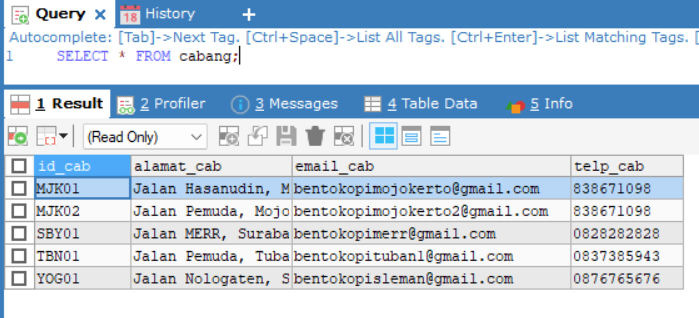 Query History
18
Autocomplete: [Tab]->Next Tag. [Ctrl+Space]->List All Tags. [Ctrl+Enter]->List Matching Tags. [
1 SELECT * FROM cabang;
1 Result 2 Profiler 3 Messages 4 Table Data 5 Info
(Read Only)
id_cab alamat_cab email_cab telp_cab
MJK01 Jalan Hasanudin, M bentokopimojokerto@gmail.com 838671098
MJK02 Jalan Pemuda, Mojo bentokopimojokerto2@gmail.com 838671098
SBY01 Jalan MERR, Suraba bentokopimerr@gmail.com 0828282828
TBN01 Jalan Pemuda, Tuba bentokopituban1@gmail.com 0837385943
YOG01 Jalan Nologaten, S bentokopisleman@gmail.com 0876765676